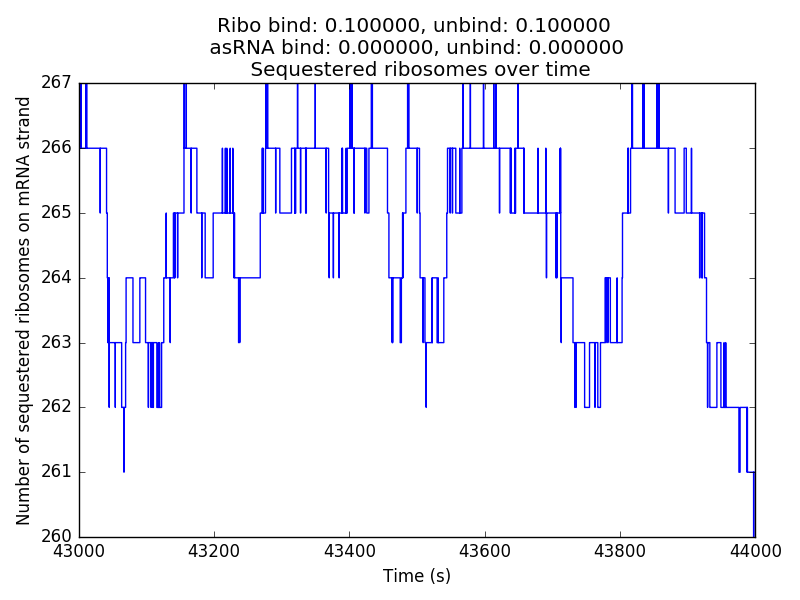 Ribo bind: 0.100000, unbind: 0.100000
asRNA bind: 0.000000, unbind: 0.000000
Sequestered ribosomes over time
Number of sequestered ribosomes on mRNA strand
267
266
265
264
263
262
261
260
43000 43200 43400 43600 43800 44000
Time (s)